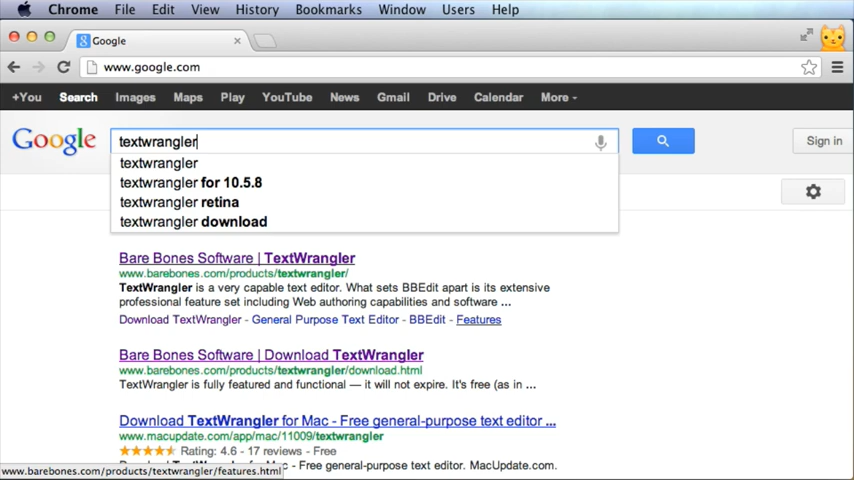 Chrome File Edit View History Bookmarks Window Users Help
Google
www.google.com
+You Search Images Maps Play YouTube News Gmail Drive Calendar More
Google textwrangler Sign in
textwrangler
textwrangler for 10.5.8
textwrangler retina
textwrangler download
Bare Bones Software | TextWrangler
www.barebones.com/products/textwrangler/
TextWrangler is a very capable text editor. What sets BBEdit apart is its extensive
professional feature set including Web authoring capabilities and software ...
Download TextWrangler - General Purpose Text Editor - BBEdit - Features
Bare Bones Software | Download TextWrangler
www.barebones.com/products/textwrangler/download.html
TextWrangler is fully featured and functional — it will not expire. It's free (as in ...
Download TextWrangler for Mac - Free general-purpose text editor ...
www.macupdate.com/app/mac/11009/textwrangler
Rating: 4.6 - 17 reviews - Free
Download TextWrangler for Mac - Free general-purpose text editor. MacUpdate.com.
www.barebones.com/products/textwrangler/features.html